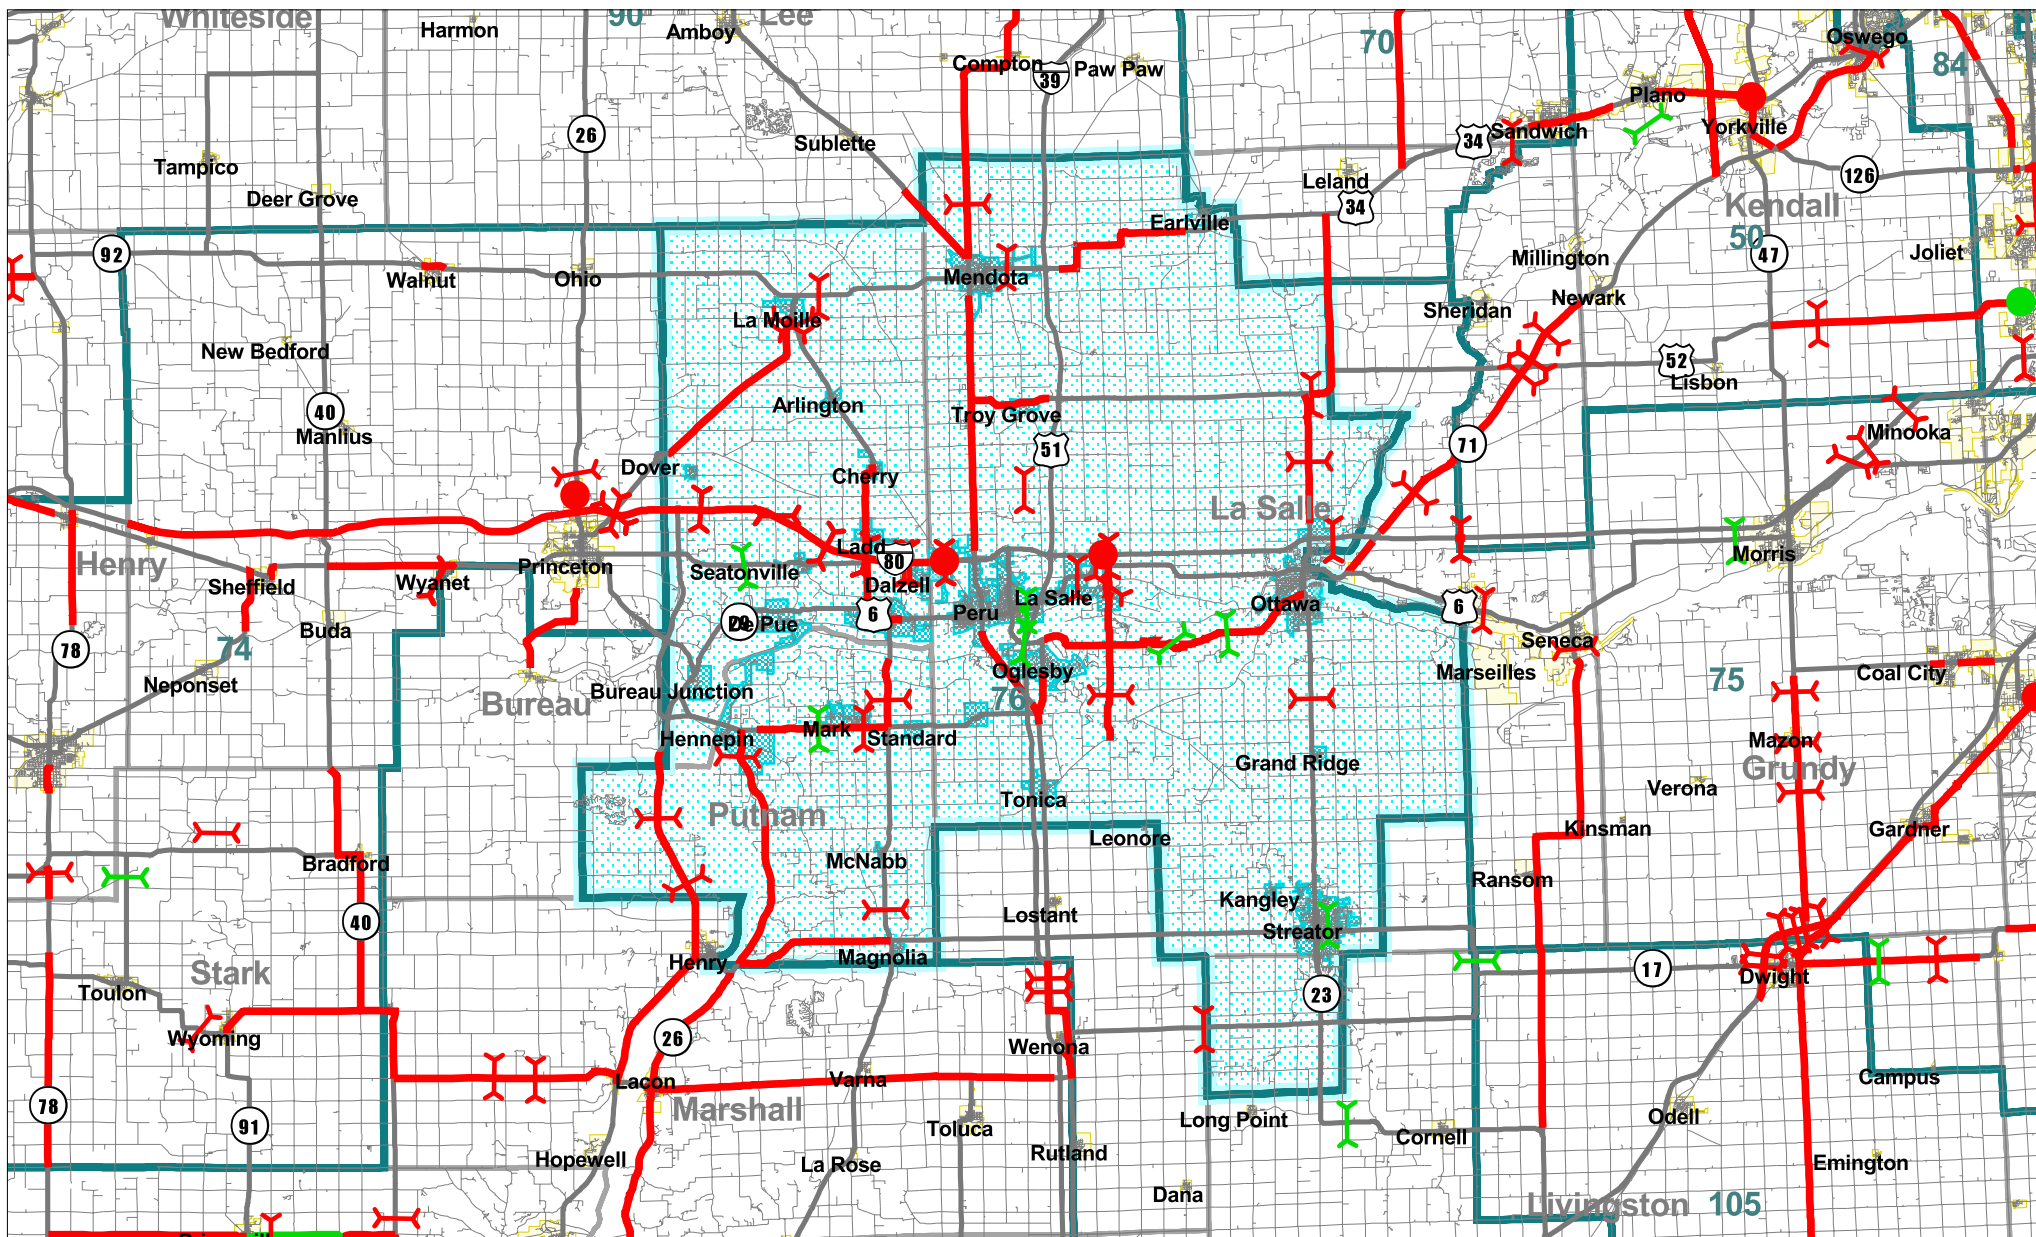 Whiteside
90
Lee
Harmon
Amboy
Oswego
70
84
Compton
39
Paw Paw
Plano
26
34
Sandwich
Yorkville
Sublette
Tampico
126
Leland
Deer Grove
34
Kendall
Earlville
50
92
47
Joliet
Millington
Walnut
Ohio
Mendota
Newark
Sheridan
La Moille
New Bedford
52
Lisbon
40
Arlington
Troy Grove
Manlius
Minooka
71
51
Dover
Cherry
La Salle
Ladd
80
Morris
Henry
Princeton
Seatonville
Sheffield
Wyanet
Dalzell
La Salle
Ottawa
6
6
Peru
De Pue
Buda
74
78
Seneca
Oglesby
Marseilles
Coal City
75
Neponset
Bureau Junction
76
Bureau
Mark
Hennepin
Standard
Mazon
Grand Ridge
Grundy
Verona
Tonica
Putnam
Kinsman
Gardner
Leonore
McNabb
Bradford
Ransom
Kangley
Lostant
40
Streator
Henry
Magnolia
17
Stark
Dwight
Toulon
23
Wyoming
26
Wenona
Lacon
Varna
Campus
78
Marshall
91
Long Point
Odell
Toluca
Cornell
Rutland
Hopewell
La Rose
Emington
Dana
Livingston
105